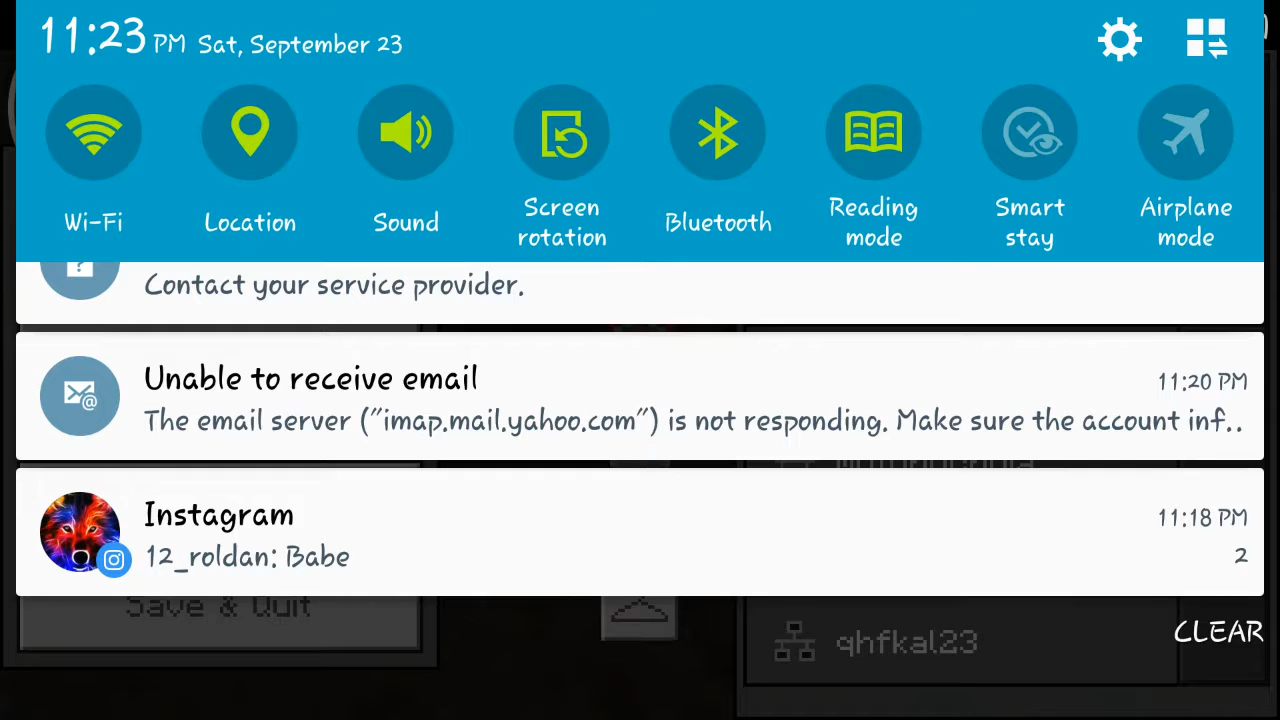 11:23 PM Sat, September 23
Wi-Fi
Location
Sound
Screen
rotation
Bluetooth
Reading
mode
Smart
stay
Airplane
mode
Contact your service provider.
Unable to receive email
11:20 PM
The email server ("imap.mail.yahoo.com") is not responding. Make sure the account inf..
Instagram
11:18 PM
12_roldan: Babe
2
Save & Quit
CLEAR
qhfkal23